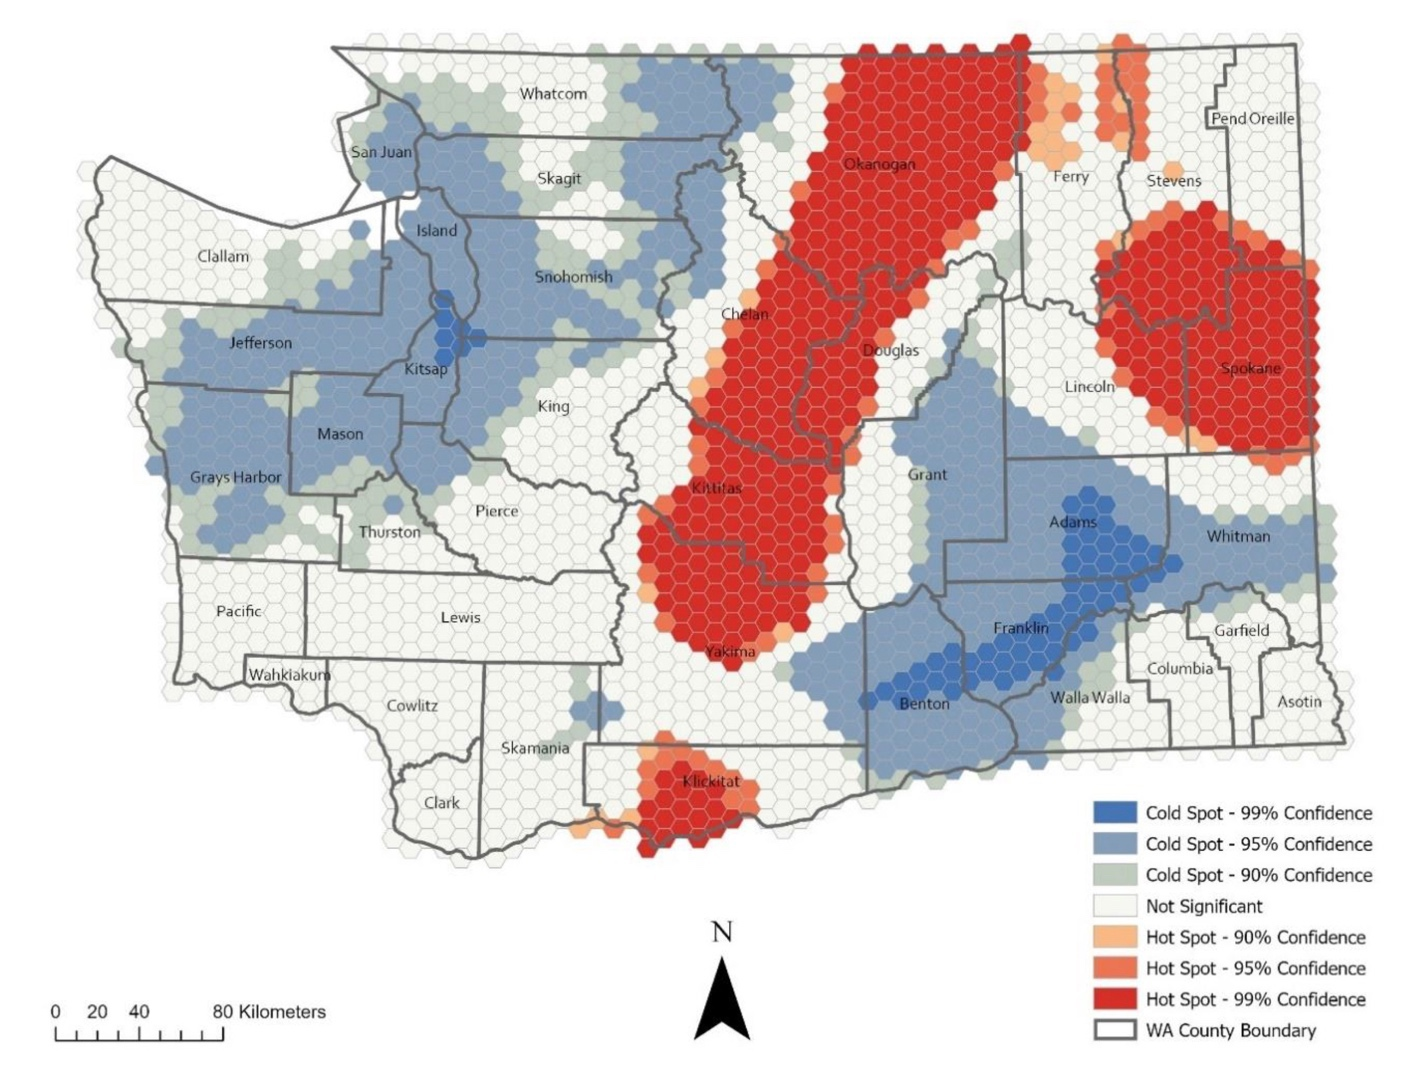 Whatcom
Pend Oreille
San Juan
Okanogan
Skagit
Ferry
Stevens
Island
Clallam
Snohomish
Chelan
Jefferson
Douglas
Kitsap
Spokane
Lincoln
King
Mason
Grays Harbor
Grant
Kittitas
Pierce
Adams
Thurston
Whitman
Pacific
Lewis
Franklin
Garfield
Yakima
Columbia
Wahkiakum
Walla Walla
Asotin
Cowlitz
Benton
Skamania
Klickitat
Clark
Cold Spot - 99% Confidence
Cold Spot - 95% Confidence
Cold Spot - 90% Confidence
Not Significant
Hot Spot - 90% Confidence
Hot Spot - 95% Confidence
Hot Spot - 99% Confidence
WA County Boundary
N
0 20 40 80 Kilometers